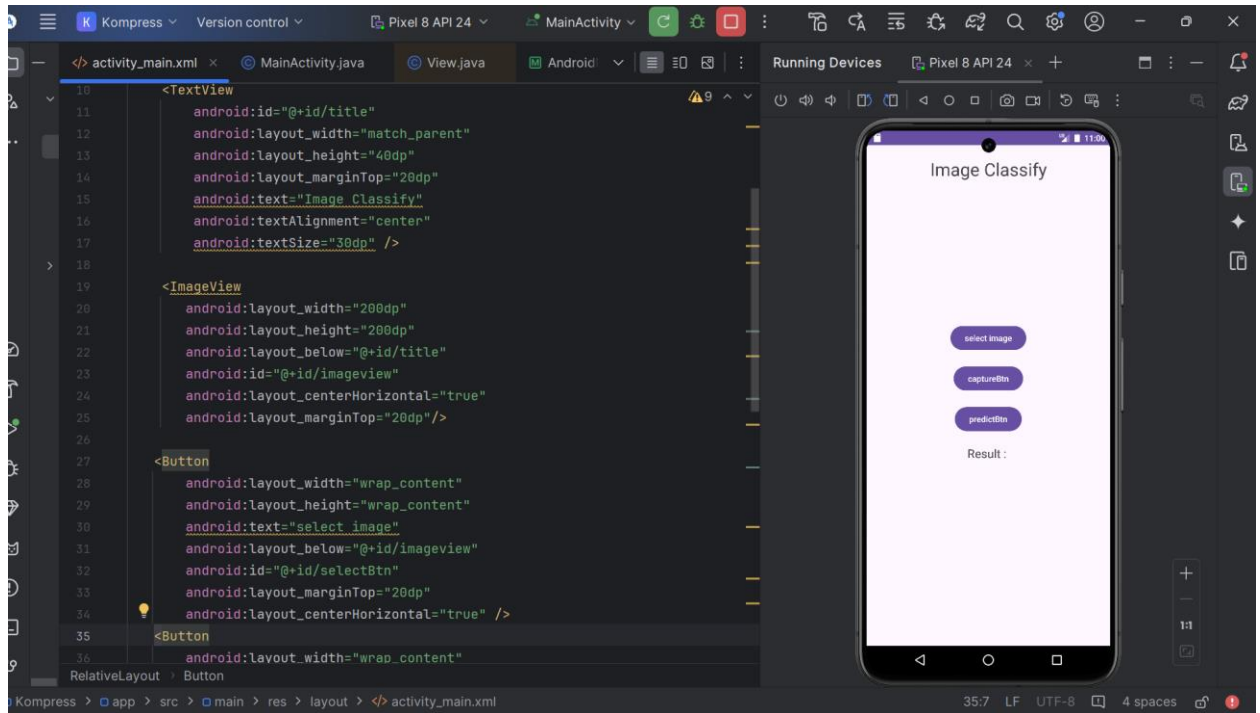 K Kompress Version control Pixel 8 API 24 MainActivity
activity_main.xml MainActivity.java View.java Android
9
10 <TextView
11 android:id="@+id/title"
12 android:layout_width="match_parent"
13 android:layout_height="40dp"
14 android:layout_marginTop="20dp"
15 android:text="Image Classify"
16 android:textAlignment="center"
17 android:textSize="30dp" />
18
19 <ImageView
20 android:layout_width="200dp"
21 android:layout_height="200dp"
22 android:layout_below="@+id/title"
23 android:id="@+id/imageview"
24 android:layout_centerHorizontal="true"
25 android:layout_marginTop="20dp"/>
26
27 <Button
28 android:layout_width="wrap_content"
29 android:layout_height="wrap_content"
30 android:text="select image"
31 android:layout_below="@+id/imageview"
32 android:id="@+id/selectBtn"
33 android:layout_marginTop="20dp"
34 android:layout_centerHorizontal="true" />
35 <Button
36 android:layout_width="wrap_content"
RelativeLayout > Button
Running Devices Pixel 8 API 24
11:00
Image Classify
select image
captureBtn
predictBtn
Result :
1:1
Kompress > app > src > main > res > layout > activity_main.xml
35:7 LF UTF-8 4 spaces